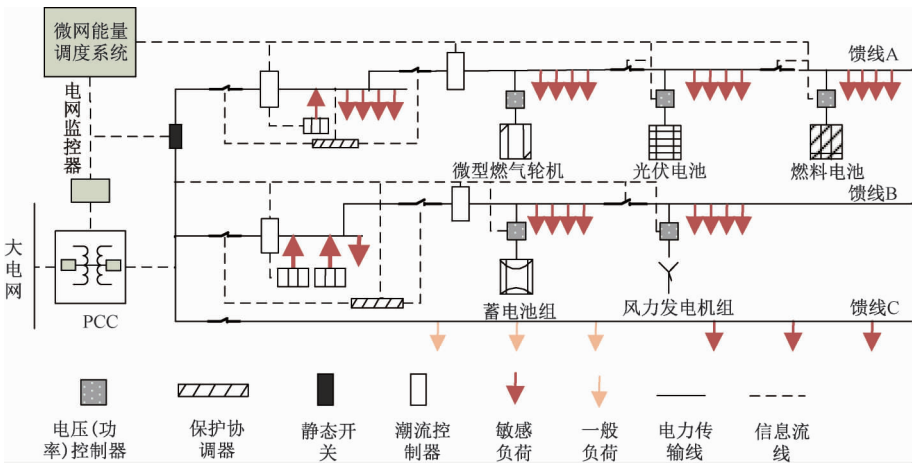 微网能量
调度系统
电网监控器
大电网
PCC
馈线A
微型燃气轮机
光伏电池
燃料电池
馈线B
蓄电池组
风力发电机组
馈线C
电压(功
率)控制器
保护协
调器
静态开
关
潮流控
制器
敏感
负荷
一般
负荷
电力传
输线
信息流
线